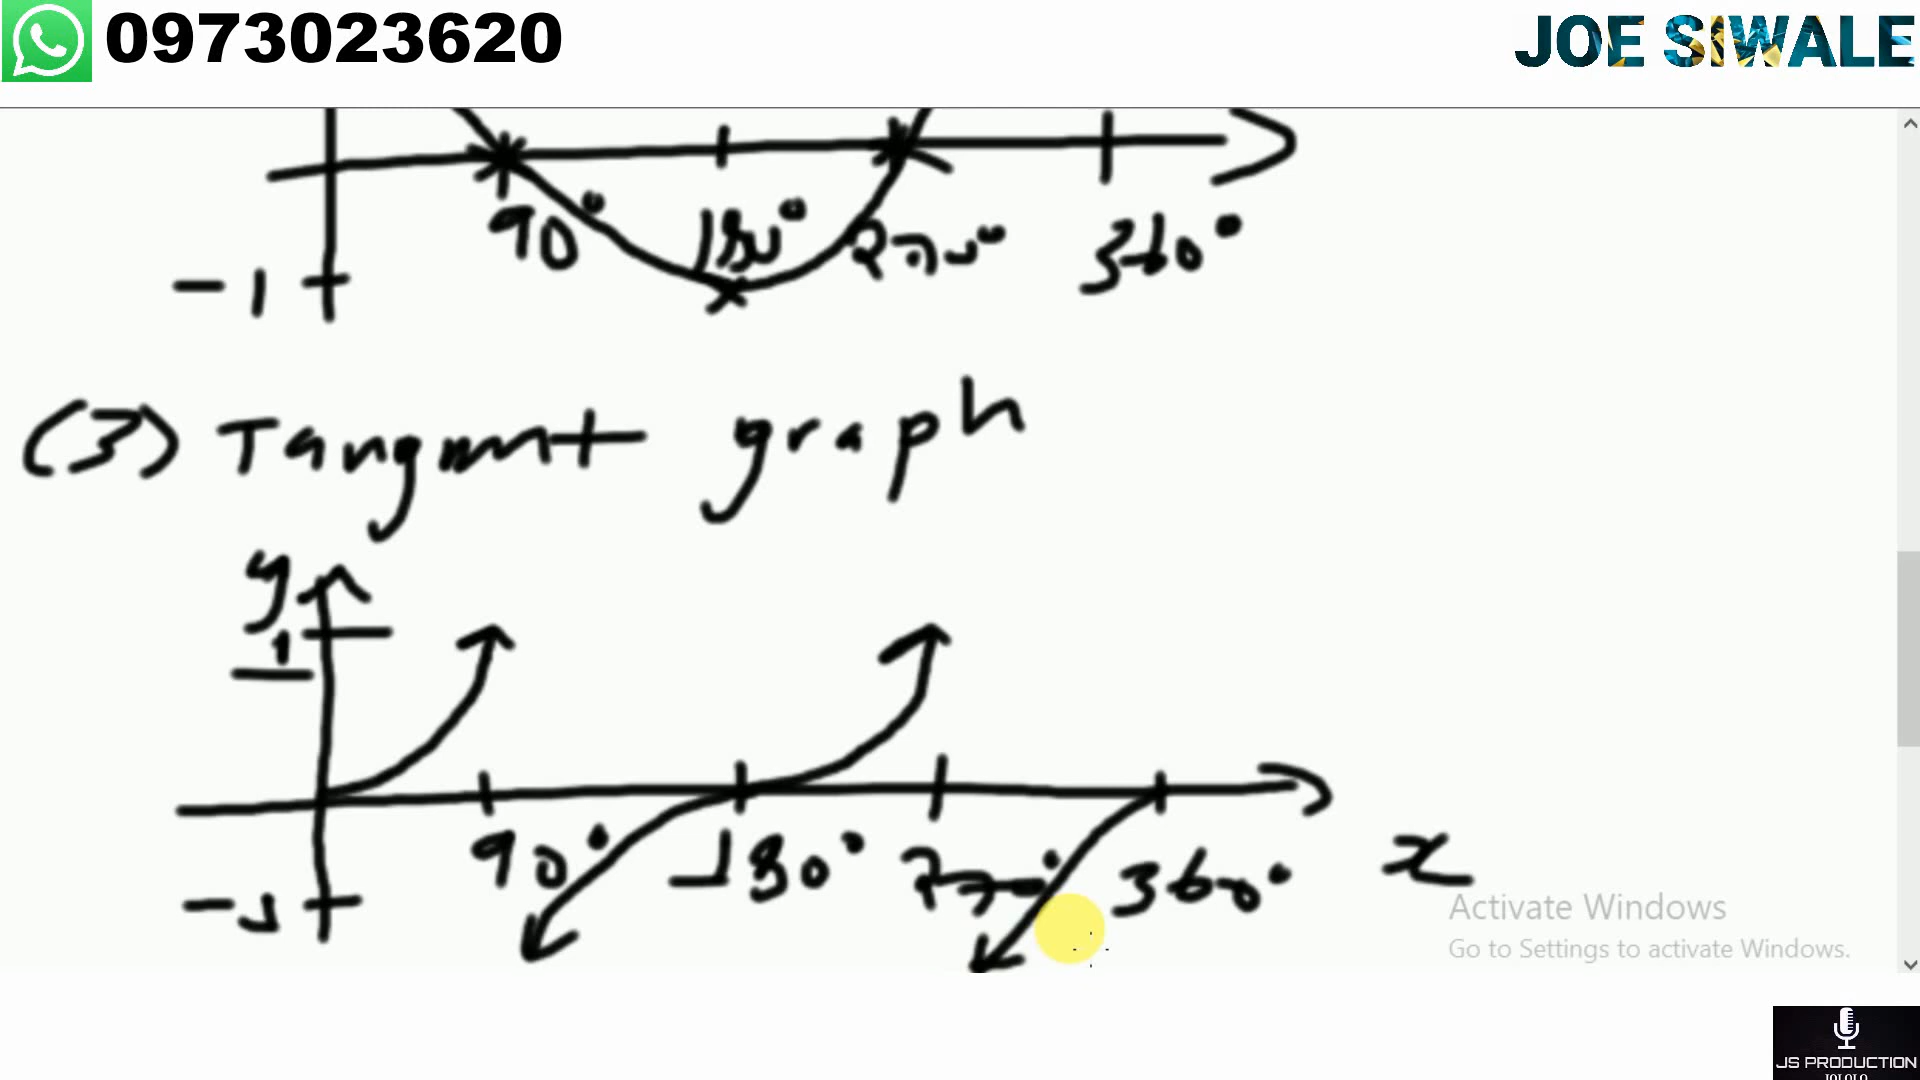 0973023620
JOE SIWALE
90° 180° 270° 360°
-1
(3) Tangent graph
y
1
90° 180° 270° 360° x
-1
Activate Windows
Go to Settings to activate Windows.
JS PRODUCTION